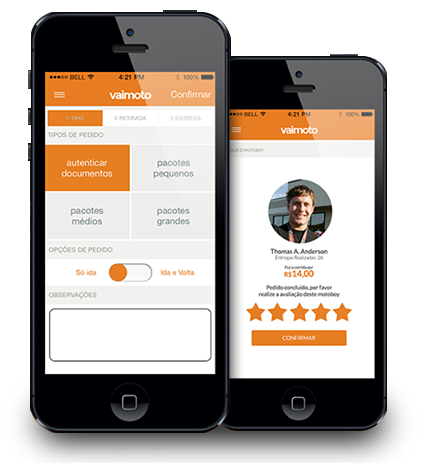 BELL 4:21 PM 100%
vaimoto Confirmar
1-TIPO 2-RETIRADA 3-ENTREGA
TIPOS DE PEDIDO
autenticar
documentos
pacotes
pequenos
pacotes
médios
pacotes
grandes
OPÇÕES DE PEDIDO
Só ida Ida e Volta
OBSERVAÇÕES
BELL 4:21 PM 100%
vaimoto
MOTOBOY
Thomas A. Anderson
Entregas Realizadas: 26
Fez a corrida por
R$14,00
Pedido concluído, por favor
realize a avaliação deste motoboy
CONFIRMAR